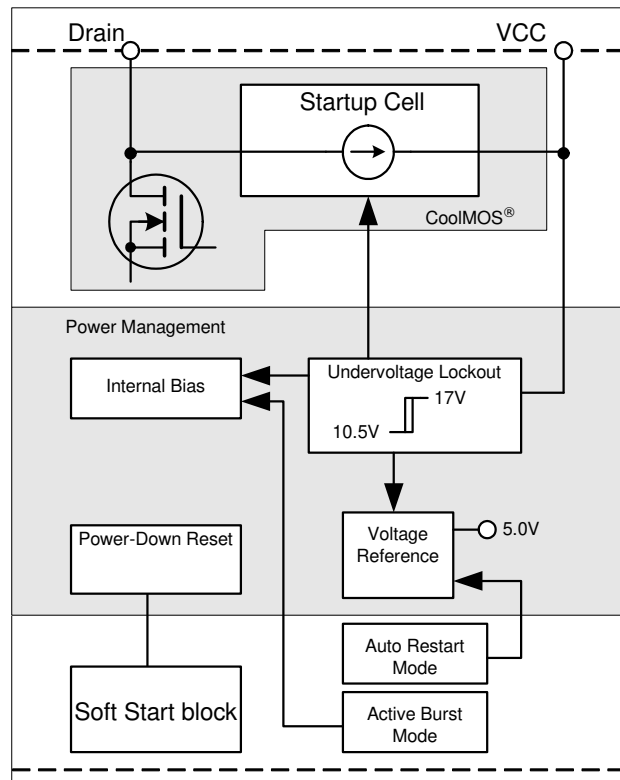 Drain
VCC
Startup Cell
CoolMOS®
Power Management
Internal Bias
Undervoltage Lockout
17V
10.5V
Power-Down Reset
Voltage
Reference
5.0V
Auto Restart
Mode
Soft Start block
Active Burst
Mode